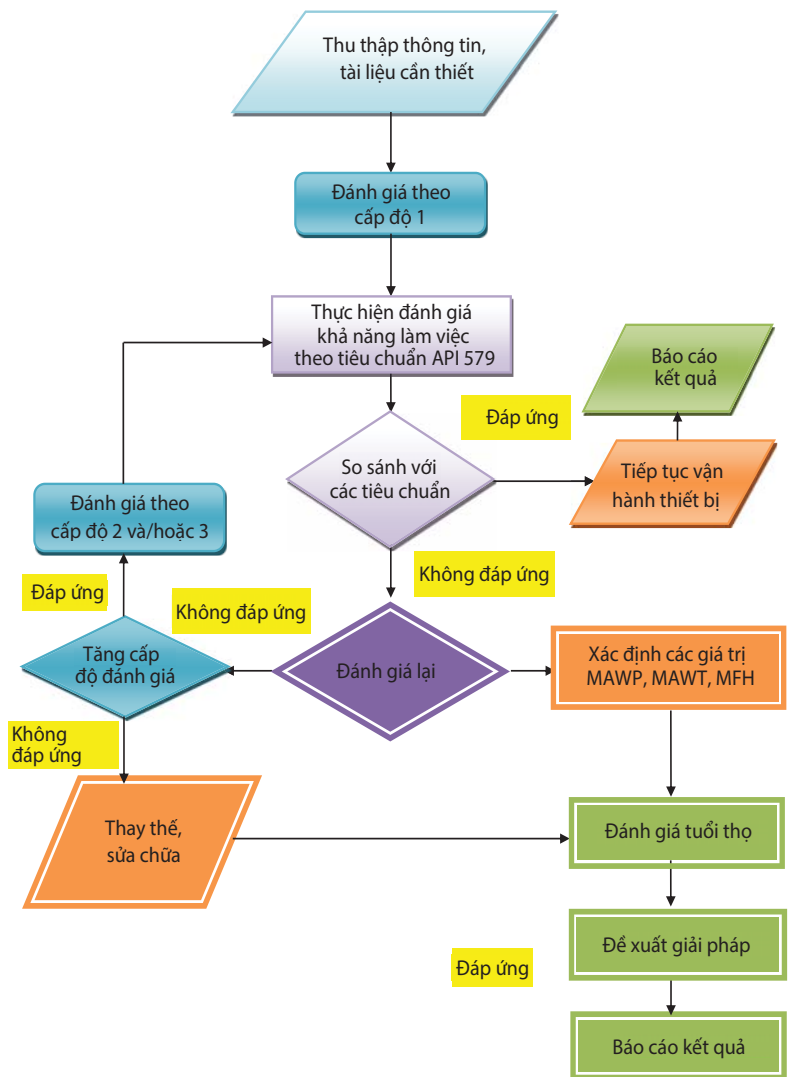 Thu thập thông tin,
tài liệu cần thiết
Đánh giá theo
cấp độ 1
Thực hiện đánh giá
khả năng làm việc
theo tiêu chuẩn API 579
Báo cáo
kết quả
Đáp ứng
So sánh với
các tiêu chuẩn
Tiếp tục vận
hành thiết bị
Đánh giá theo
cấp độ 2 và/hoặc 3
Không đáp ứng
Đáp ứng
Không đáp ứng
Tăng cấp
độ đánh giá
Đánh giá lại
Xác định các giá trị
MAWP, MAWT, MFH
Không
đáp ứng
Thay thế,
sửa chữa
Đánh giá tuổi thọ
Đề xuất giải pháp
Đáp ứng
Báo cáo kết quả